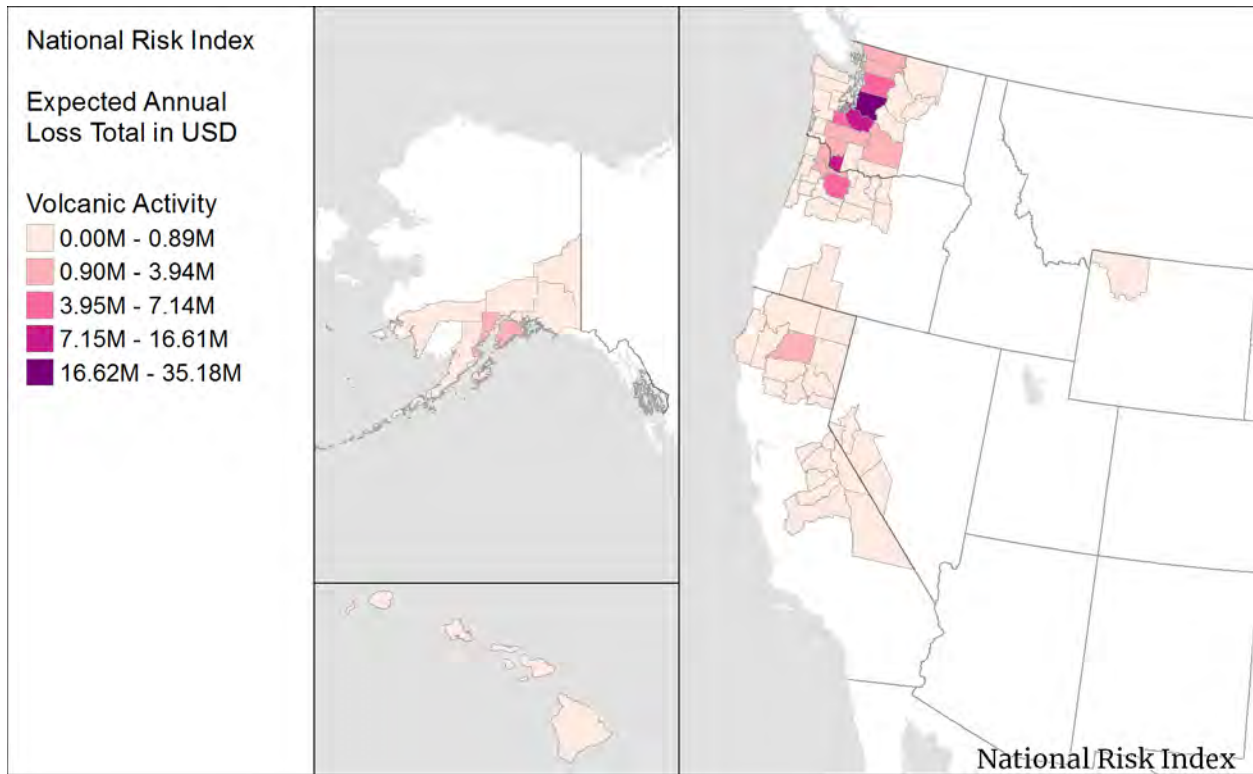 National Risk Index
Expected Annual
Loss Total in USD
Volcanic Activity
0.00M - 0.89M
0.90M - 3.94M
3.95M - 7.14M
7.15M - 16.61M
16.62M - 35.18M
National Risk Index